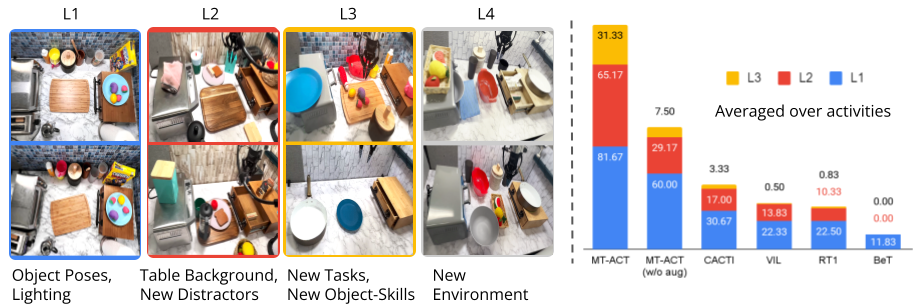 L1
L2
L3
L4
Object Poses,
Lighting
Table Background,
New Distractors
New Tasks,
New Object-Skills
New
Environment
L3 L2 L1
Averaged over activities
31.33
65.17
81.67
7.50
29.17
60.00
3.33
17.00
30.67
0.50
13.83
22.33
0.83
10.33
22.50
0.00
0.00
11.83
MT-ACT
MT-ACT
(w/o aug)
CACTI
VIL
RT1
BeT